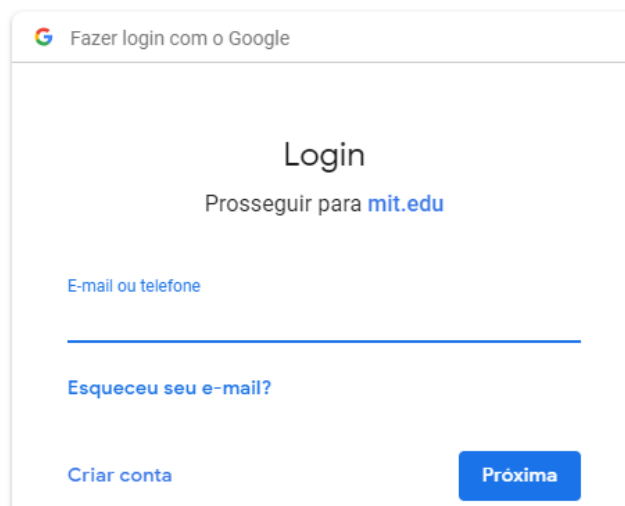 Fazer login com o Google
Login
Prosseguir para mit.edu
E-mail ou telefone
Esqueceu seu e-mail?
Criar conta
Próxima